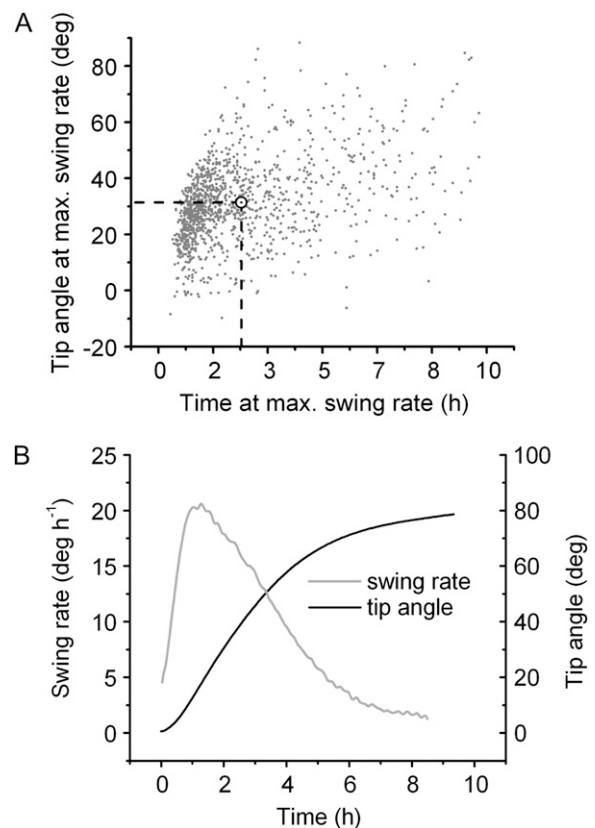 A
Tip angle at max. swing rate (deg)
80
60
40
20
0
-20
0 2 3 5 7 8 10
Time at max. swing rate (h)
B
Swing rate (deg h⁻¹)
25
20
15
10
5
0
swing rate
tip angle
100
80
60
40
20
0
Tip angle (deg)
0 2 4 6 8 10
Time (h)